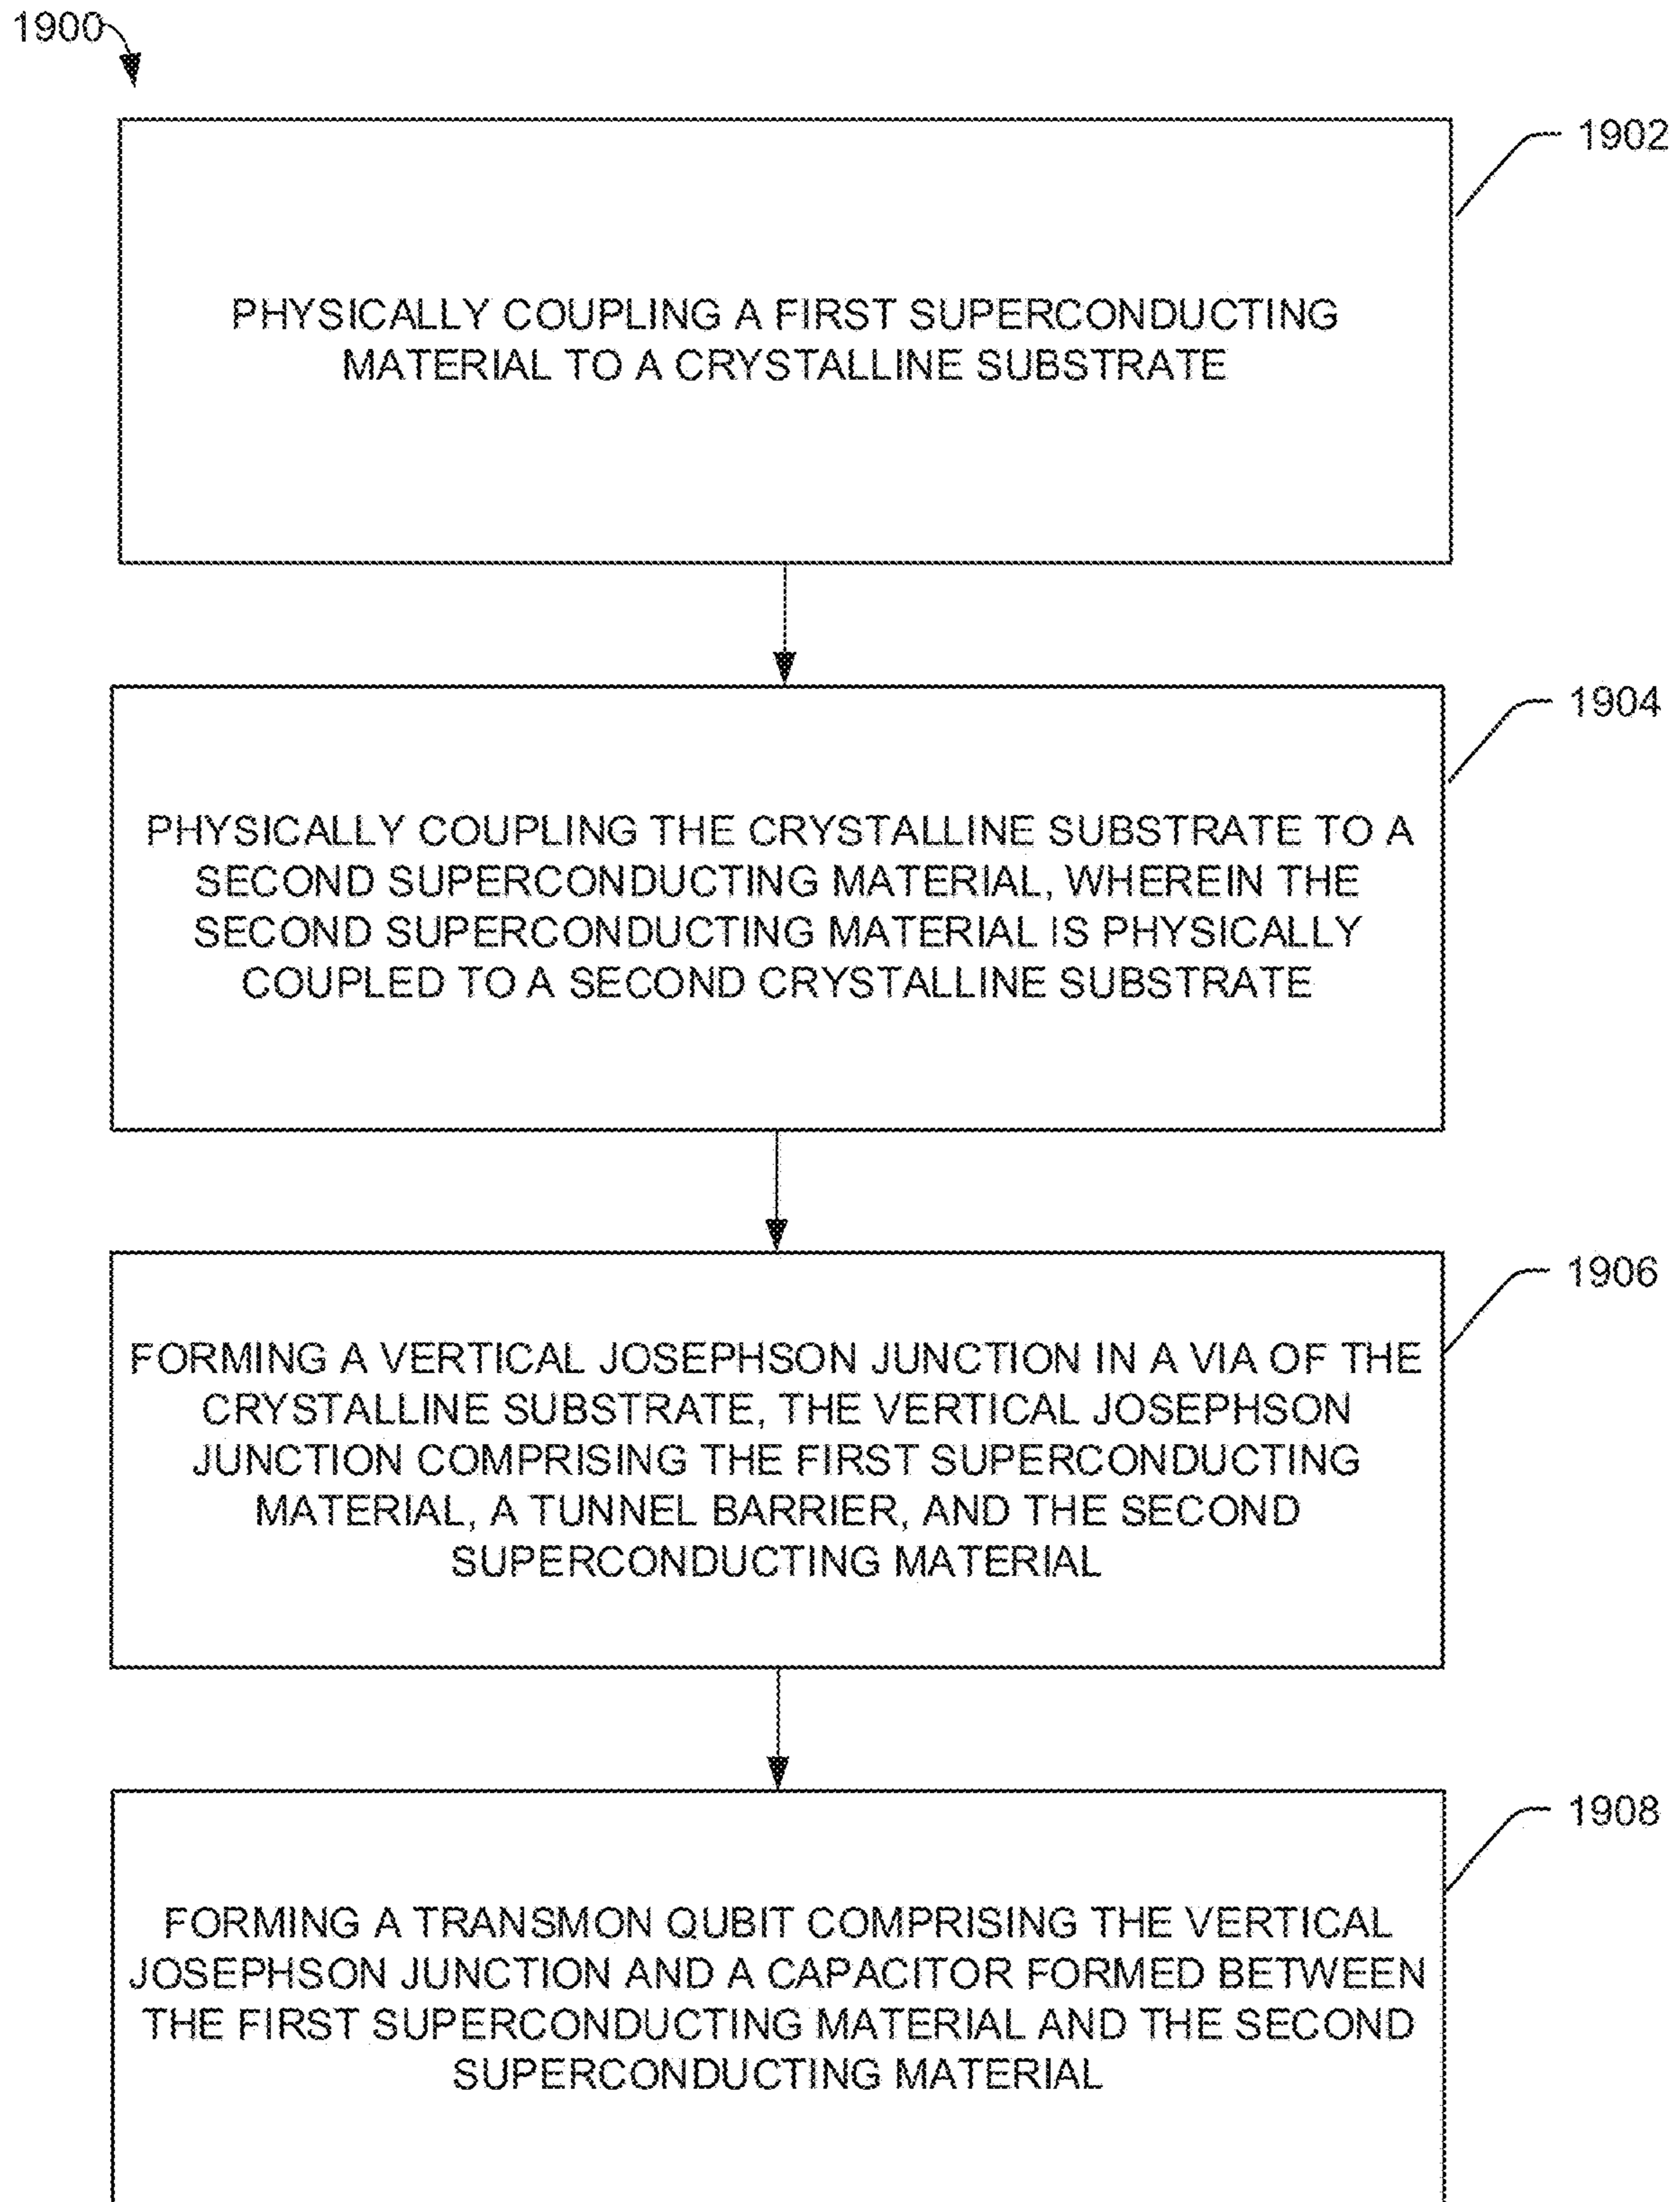 1900
1902
PHYSICALLY COUPLING A FIRST SUPERCONDUCTING
MATERIAL TO A CRYSTALLINE SUBSTRATE
1904
PHYSICALLY COUPLING THE CRYSTALLINE SUBSTRATE TO A
SECOND SUPERCONDUCTING MATERIAL, WHEREIN THE
SECOND SUPERCONDUCTING MATERIAL IS PHYSICALLY
COUPLED TO A SECOND CRYSTALLINE SUBSTRATE
1906
FORMING A VERTICAL JOSEPHSON JUNCTION IN A VIA OF THE
CRYSTALLINE SUBSTRATE, THE VERTICAL JOSEPHSON
JUNCTION COMPRISING THE FIRST SUPERCONDUCTING
MATERIAL, A TUNNEL BARRIER, AND THE SECOND
SUPERCONDUCTING MATERIAL
1908
FORMING A TRANSMON QUBIT COMPRISING THE VERTICAL
JOSEPHSON JUNCTION AND A CAPACITOR FORMED BETWEEN
THE FIRST SUPERCONDUCTING MATERIAL AND THE SECOND
SUPERCONDUCTING MATERIAL